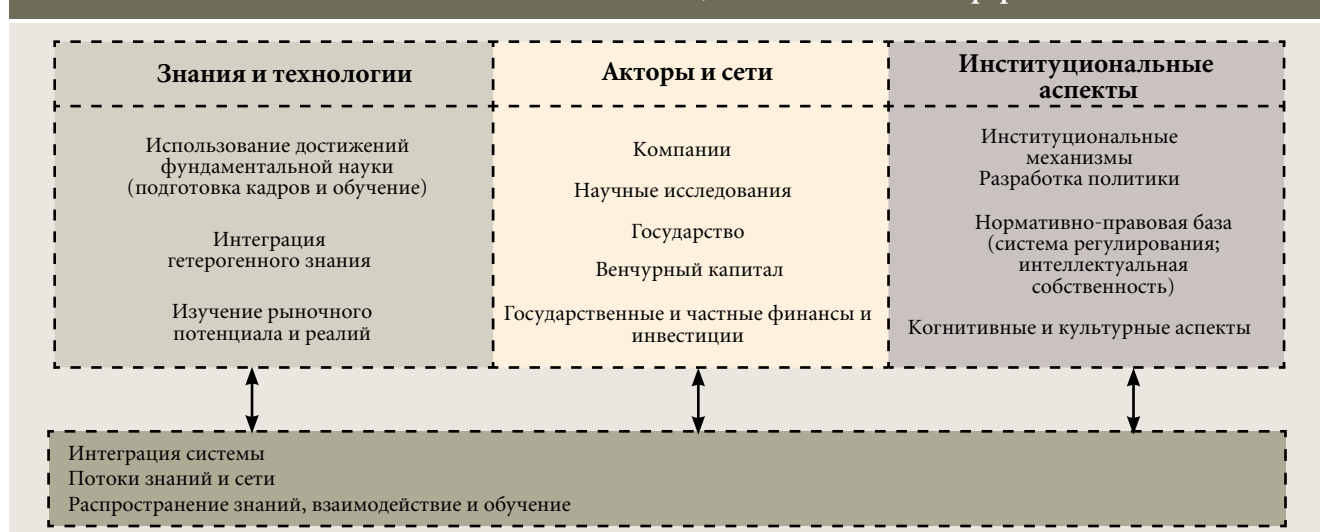 Знания и технологии
Использование достижений
фундаментальной науки
(подготовка кадров и обучение)
Интеграция
гетерогенного знания
Изучение рыночного
потенциала и реалий
Акторы и сети
Компании
Научные исследования
Государство
Венчурный капитал
Государственные и частные финансы и
инвестиции
Институциональные
аспекты
Институциональные
механизмы
Разработка политики
Нормативно-правовая база
(система регулирования;
интеллектуальная
собственность)
Когнитивные и культурные аспекты
Интеграция системы
Потоки знаний и сети
Распространение знаний, взаимодействие и обучение